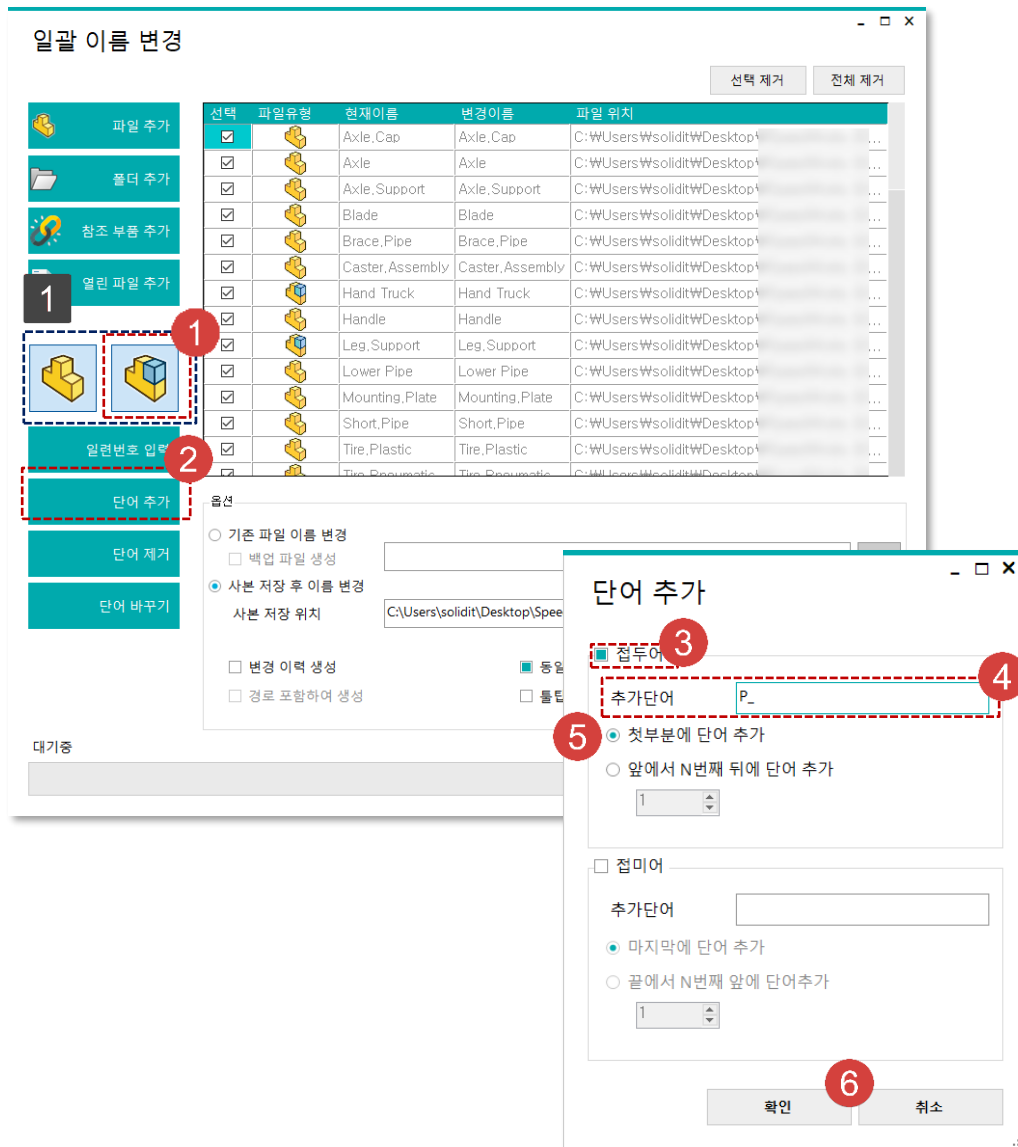 일괄 이름 변경
선택 제거 전체 제거
파일 추가
폴더 추가
참조 부품 추가
열린 파일 추가
1
1
일련번호 입력
2
단어 추가
단어 제거
단어 바꾸기
선택 파일유형 현재이름 변경이름 파일 위치
Axle,Cap Axle,Cap C:₩Users₩solidit₩Desktop₩ ...
Axle Axle C:₩Users₩solidit₩Desktop₩ ...
Axle,Support Axle,Support C:₩Users₩solidit₩Desktop₩ ...
Blade Blade C:₩Users₩solidit₩Desktop₩ ...
Brace,Pipe Brace,Pipe C:₩Users₩solidit₩Desktop₩ ...
Caster,Assembly Caster,Assembly C:₩Users₩solidit₩Desktop₩ ...
Hand Truck Hand Truck C:₩Users₩solidit₩Desktop₩ ...
Handle Handle C:₩Users₩solidit₩Desktop₩ ...
Leg,Support Leg,Support C:₩Users₩solidit₩Desktop₩ ...
Lower Pipe Lower Pipe C:₩Users₩solidit₩Desktop₩ ...
Mounting,Plate Mounting,Plate C:₩Users₩solidit₩Desktop₩ ...
Short,Pipe Short,Pipe C:₩Users₩solidit₩Desktop₩ ...
Tire,Plastic Tire,Plastic C:₩Users₩solidit₩Desktop₩ ...
Tire,Pneumatic Tire,Pneumatic C:₩Users₩solidit₩Desktop₩ ...
옵션
기존 파일 이름 변경
백업 파일 생성
사본 저장 후 이름 변경
사본 저장 위치 C:\Users\solidit\Desktop\Spee
변경 이력 생성 동일
경로 포함하여 생성 툴팁
대기중
단어 추가
접두어
3
추가단어 P_
4
5
첫부분에 단어 추가
앞에서 N번째 뒤에 단어 추가
1
접미어
추가단어
마지막에 단어 추가
끝에서 N번째 앞에 단어추가
1
6
확인 취소